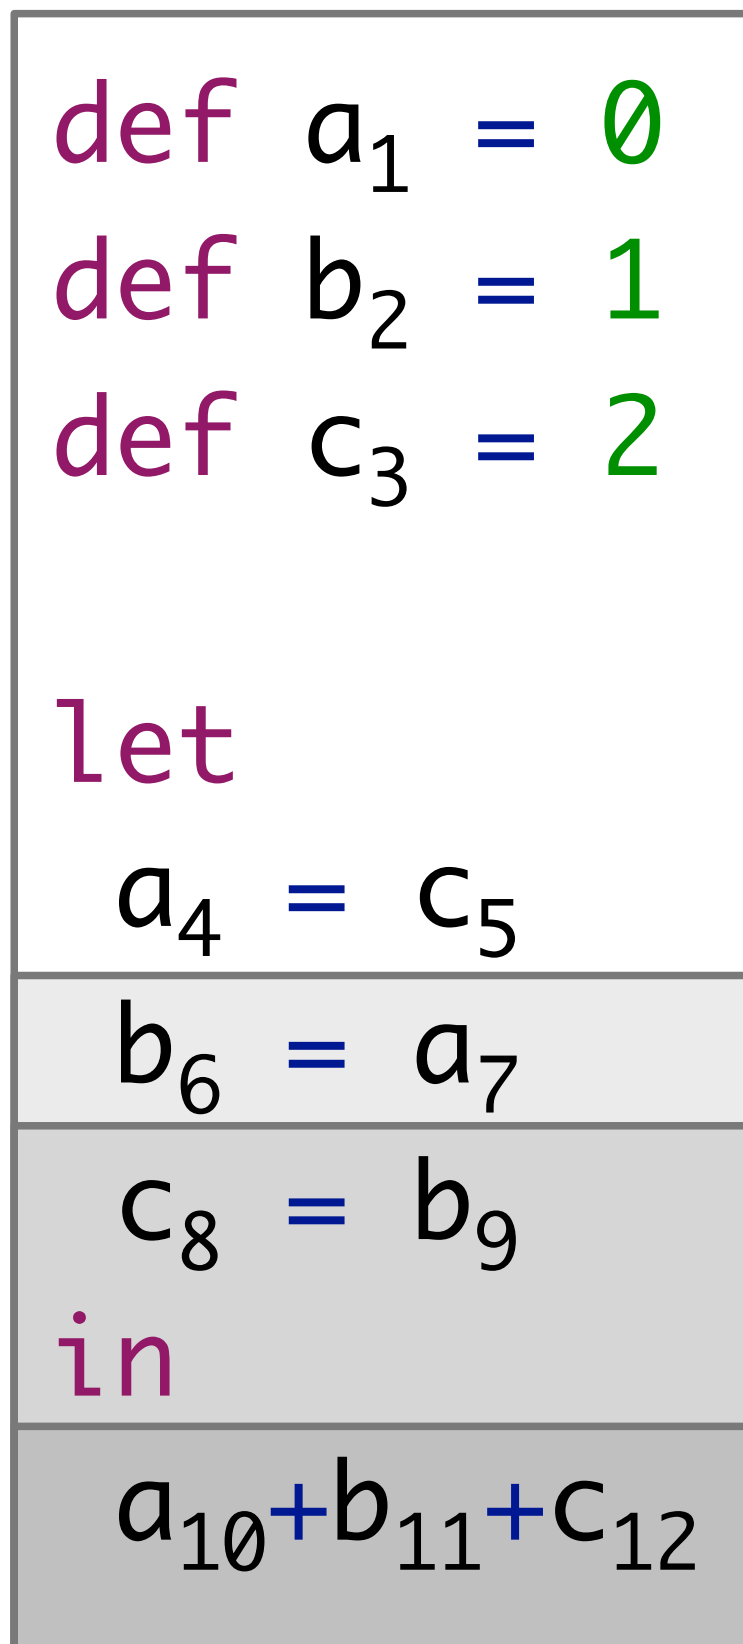 def a₁ = 0
def b₂ = 1
def c₃ = 2
let
a₄ = c₅
b₆ = a₇
c₈ = b₉
in
a₁₀+b₁₁+c₁₂